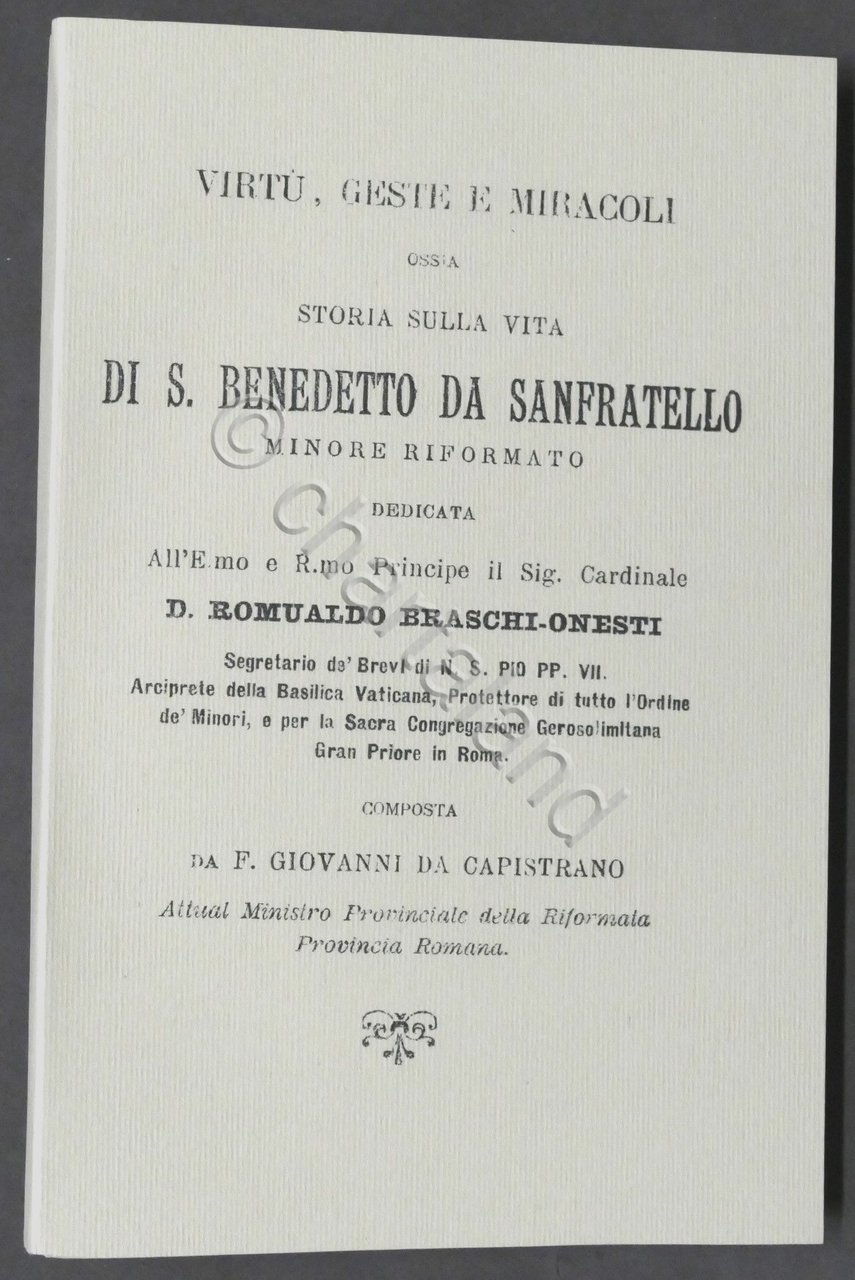 VIRTÙ, GESTE E MIRACOLI
OSSIA
STORIA SULLA VITA
DI S. BENEDETTO DA SANFRATELLO
MINORE RIFORMATO
DEDICATA
All'E.mo e R.mo Principe il Sig. Cardinale
D. ROMUALDO BRASCHI-ONESTI
Segretario de' Brevi di N. S. PIO PP. VII.
Arciprete della Basilica Vaticana, Protettore di tutto l'Ordine
de' Minori, e per la Sacra Congregazione Gerosolimitana
Gran Priore in Roma.
COMPOSTA
DA F. GIOVANNI DA CAPISTRANO
Attual Ministro Provinciale della Riformata
Provincia Romana.
© chartaland